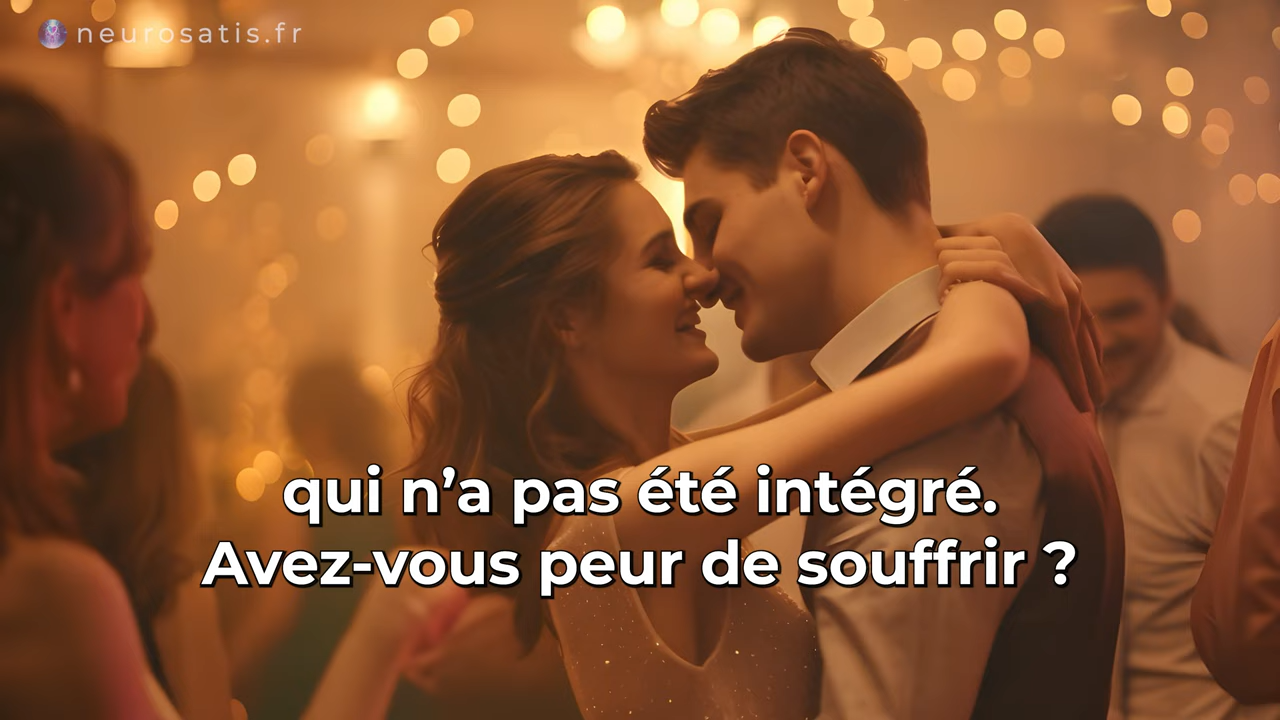 neurosatis.fr
qui n’a pas été intégré.
Avez-vous peur de souffrir ?